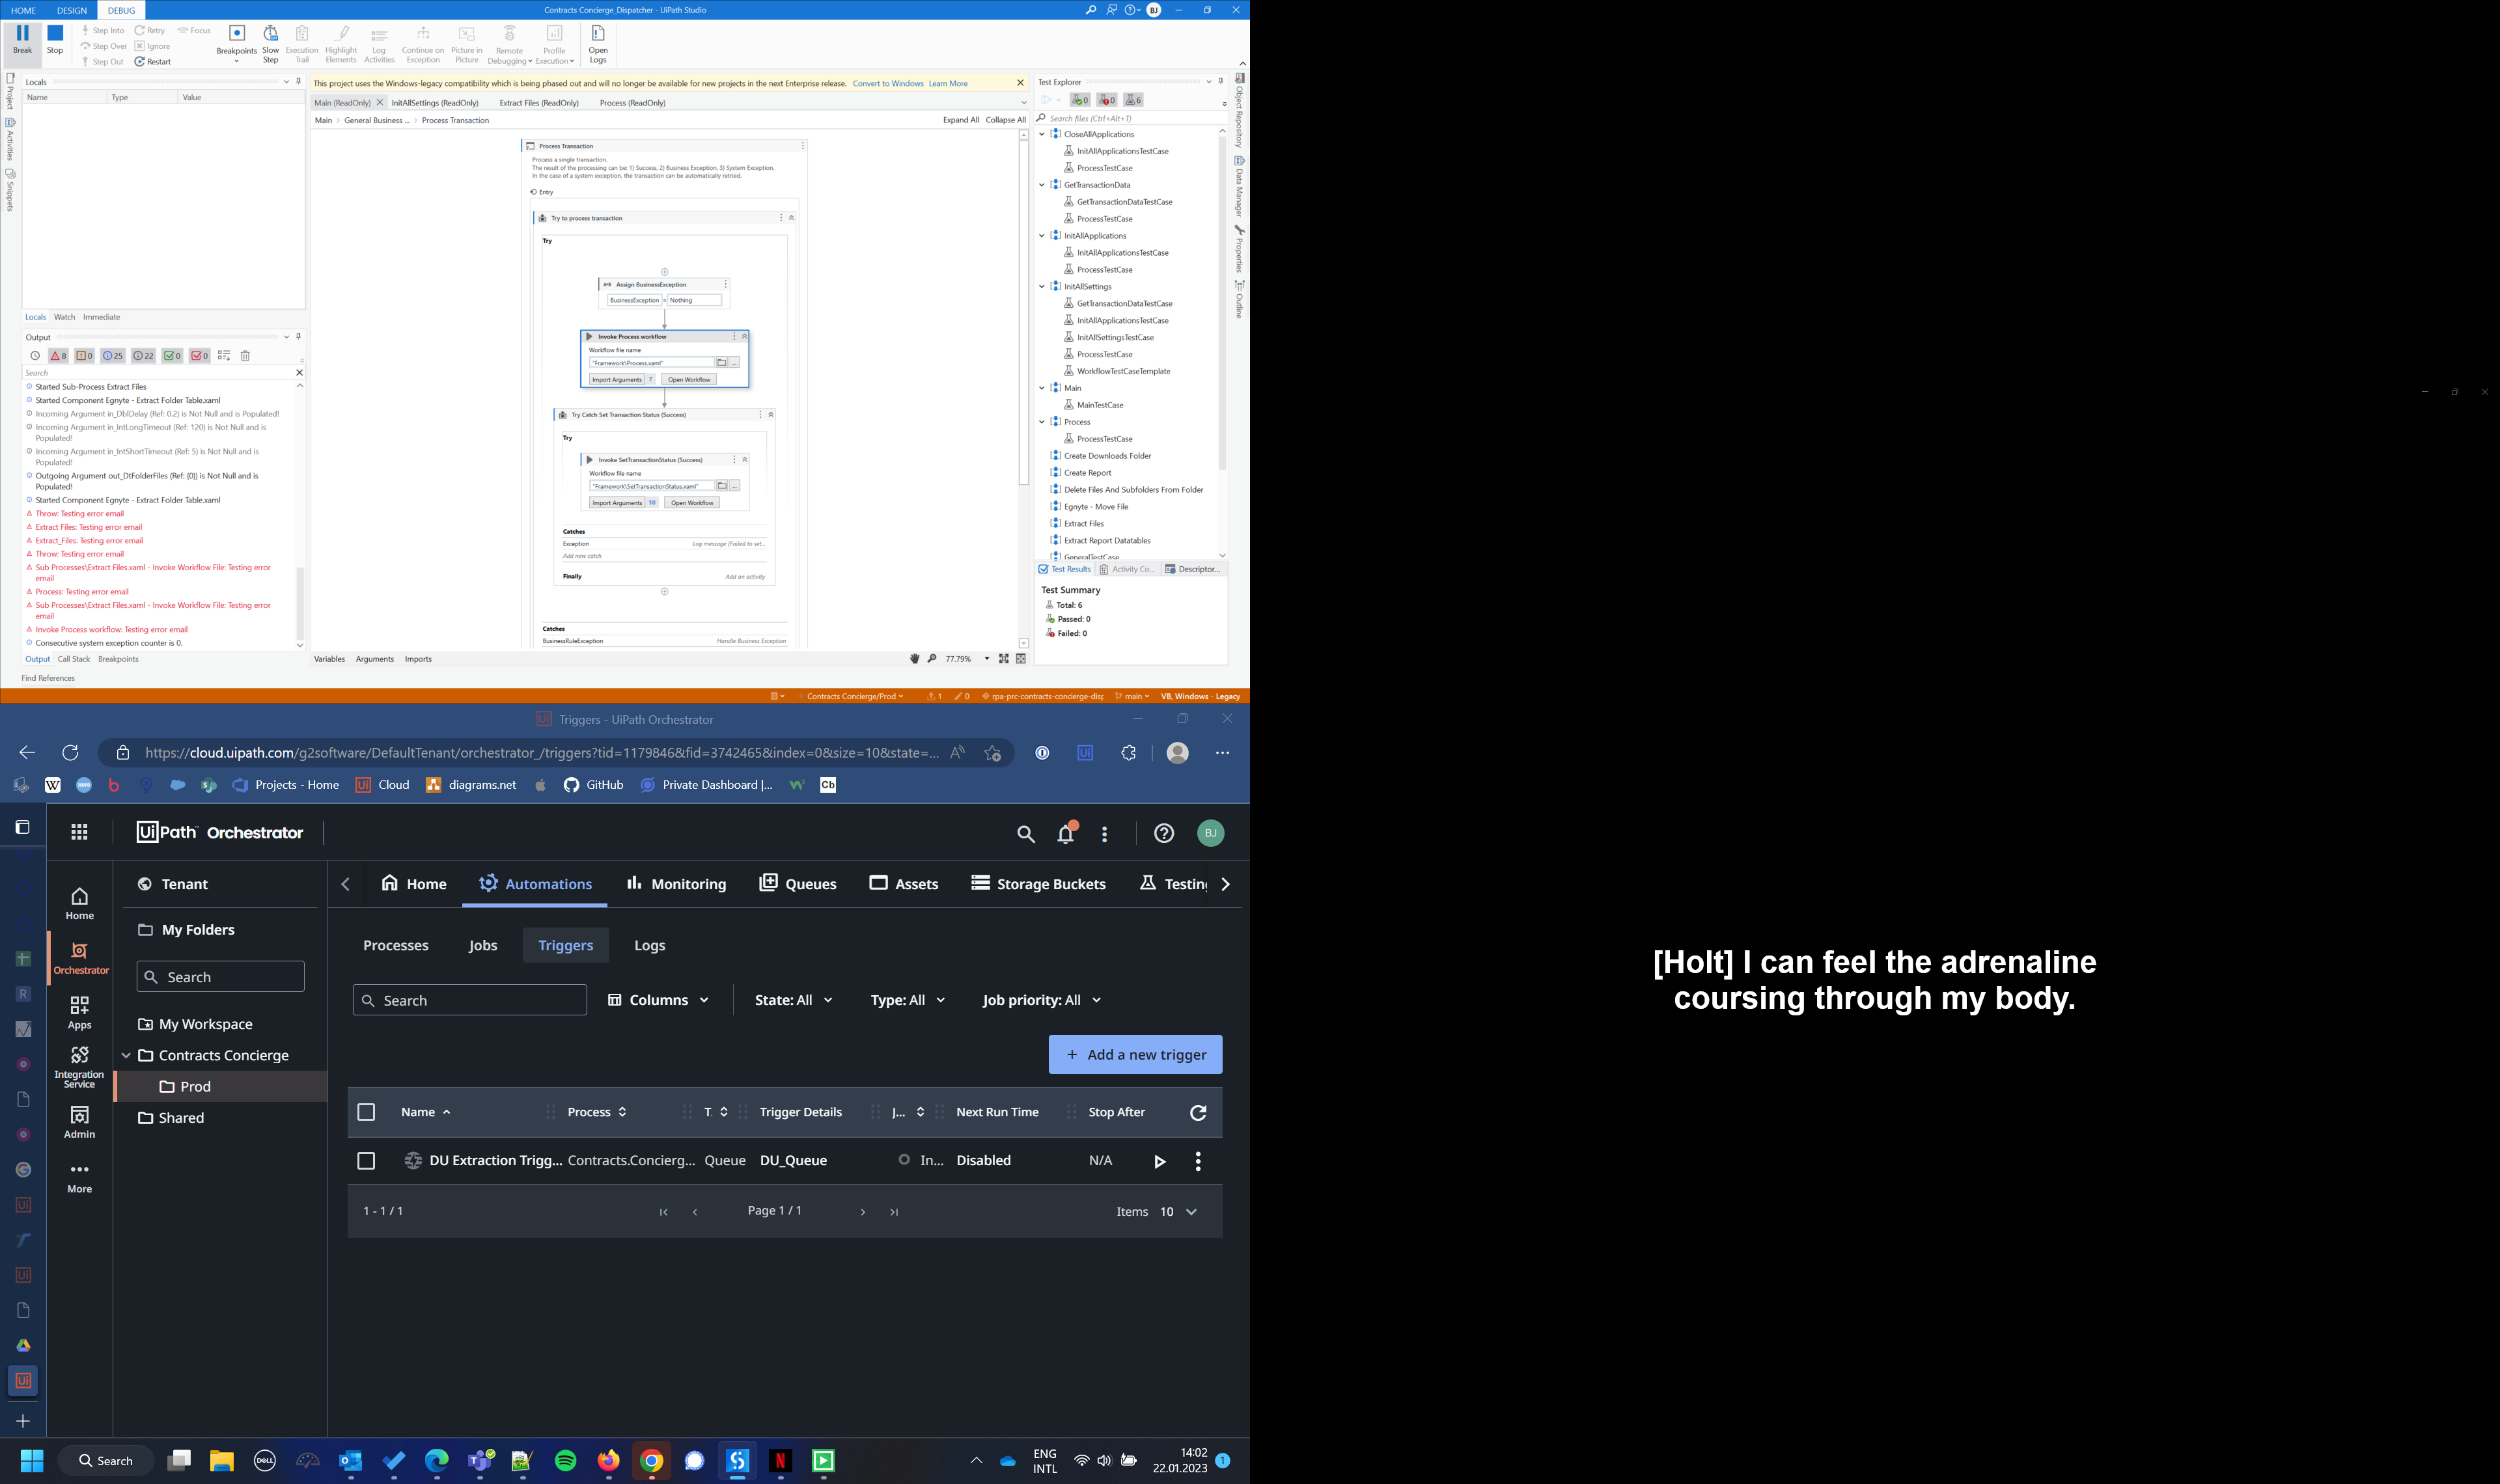 HOME DESIGN DEBUG Contracts Concierge_Dispatcher - UiPath Studio BJ
Break Stop Step Into Step Over Step Out Retry Ignore Restart Focus Breakpoints Slow Step Execution Trail Highlight Elements Log Activities Continue on Exception Picture in Picture Remote Debugging Profile Execution Open Logs
Project
Activities
Snippets
Locals
Name Type Value
Locals Watch Immediate
Output
8 0 25 22 0 0
Search
Started Sub-Process Extract Files
Started Component Egnyte - Extract Folder Table.xaml
Incoming Argument in_DblDelay (Ref: 0.2) is Not Null and is Populated!
Incoming Argument in_IntLongTimeout (Ref: 120) is Not Null and is
Populated!
Incoming Argument in_IntShortTimeout (Ref: 5) is Not Null and is
Populated!
Outgoing Argument out_DtFolderFiles (Ref: {0}) is Not Null and is
Populated!
Started Component Egnyte - Extract Folder Table.xaml
Throw: Testing error email
Extract Files: Testing error email
Extract_Files: Testing error email
Throw: Testing error email
Sub Processes\Extract Files.xaml - Invoke Workflow File: Testing error
email
Process: Testing error email
Sub Processes\Extract Files.xaml - Invoke Workflow File: Testing error
email
Invoke Process workflow: Testing error email
Consecutive system exception counter is 0.
Output Call Stack Breakpoints
Find References
This project uses the Windows-legacy compatibility which is being phased out and will no longer be available for new projects in the next Enterprise release. Convert to Windows Learn More
Main (ReadOnly) InitAllSettings (ReadOnly) Extract Files (ReadOnly) Process (ReadOnly)
Main > General Business ... > Process Transaction Expand All Collapse All
Process Transaction
Process a single transaction.
The result of the processing can be: 1) Success, 2) Business Exception, 3) System Exception.
In the case of a system exception, the transaction can be automatically retried.
Entry
Try to process transaction
Try
Assign BusinessException
BusinessException = Nothing
Invoke Process workflow
Workflow file name
"Framework\Process.xaml" ...
Import Arguments 7 Open Workflow
Try Catch Set Transaction Status (Success)
Try
Invoke SetTransactionStatus (Success)
Workflow file name
"Framework\SetTransactionStatus.xaml" ...
Import Arguments 10 Open Workflow
Catches
Exception Log message (Failed to set...
Add new catch
Finally Add an activity
Catches
BusinessRuleException Handle Business Exception
Variables Arguments Imports 77.79%
Test Explorer
0 0 6
Search files (Ctrl+Alt+T)
CloseAllApplications
InitAllApplicationsTestCase
ProcessTestCase
GetTransactionData
GetTransactionDataTestCase
ProcessTestCase
InitAllApplications
InitAllApplicationsTestCase
ProcessTestCase
InitAllSettings
GetTransactionDataTestCase
InitAllApplicationsTestCase
InitAllSettingsTestCase
ProcessTestCase
WorkflowTestCaseTemplate
Main
MainTestCase
Process
ProcessTestCase
Create Downloads Folder
Create Report
Delete Files And Subfolders From Folder
Egnyte - Move File
Extract Files
Extract Report Datatables
GeneralTestCase
Test Results Activity Co... Descriptor...
Test Summary
Total: 6
Passed: 0
Failed: 0
Object Repository
Data Manager
Properties
Outline
Contracts Concierge/Prod 1 0 rpa-prc-contracts-concierge-disp main VB, Windows - Legacy
Triggers - UiPath Orchestrator
https://cloud.uipath.com/g2software/DefaultTenant/orchestrator_/triggers?tid=1179846&fid=3742465&index=0&size=10&state=...
Projects - Home Cloud diagrams.net GitHub Private Dashboard |... Cb
UiPath Orchestrator BJ
Home
Orchestrator
Apps
Integration
Service
Admin
More
Tenant
My Folders
Search
My Workspace
Contracts Concierge
Prod
Shared
Home Automations Monitoring Queues Assets Storage Buckets Testing
Processes Jobs Triggers Logs
Search Columns State: All Type: All Job priority: All
+ Add a new trigger
Name Process T. Trigger Details J... Next Run Time Stop After
DU Extraction Trigg... Contracts.Concierg... Queue DU_Queue In... Disabled N/A
1 - 1 / 1 Page 1 / 1 Items 10
Search DELL ENG INTL 14:02 22.01.2023 1
[Holt] I can feel the adrenaline
coursing through my body.